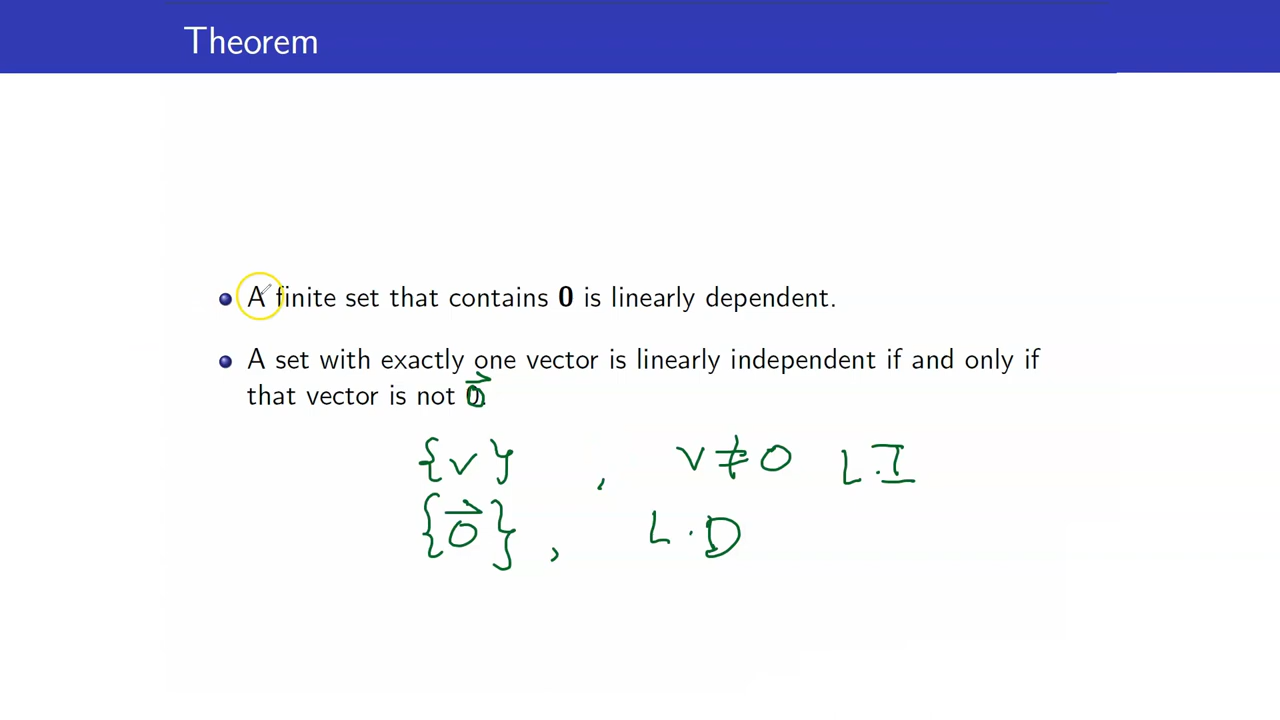 Theorem
A finite set that contains 0 is linearly dependent.
A set with exactly one vector is linearly independent if and only if
that vector is not 0⃗
{v} , v ≠ 0 L.I
{0⃗} , L.D